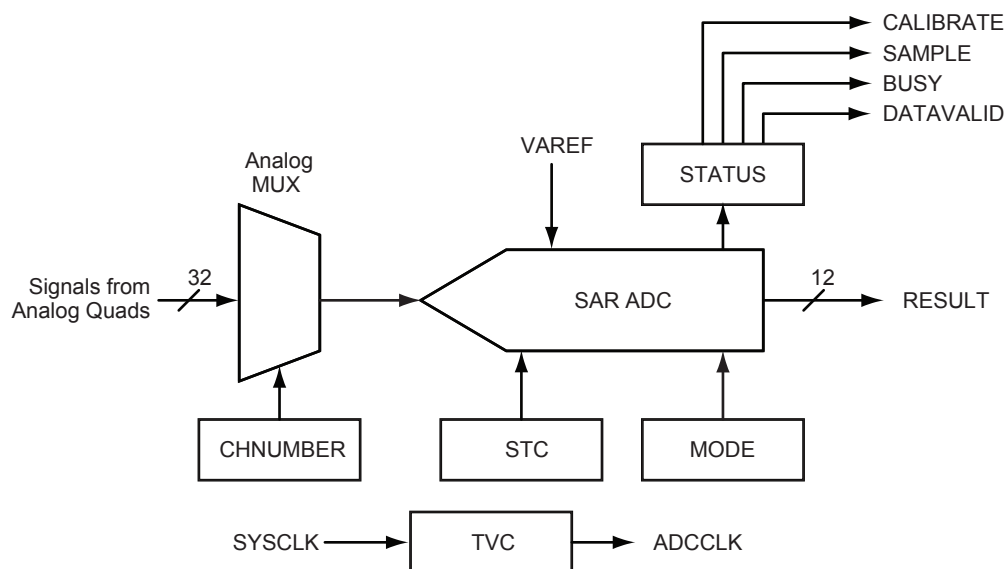 CALIBRATE
SAMPLE
BUSY
DATAVALID
STATUS
VAREF
Analog
MUX
Signals from
Analog Quads
32
SAR ADC
12
RESULT
CHNUMBER
STC
MODE
SYSCLK
TVC
ADCCLK